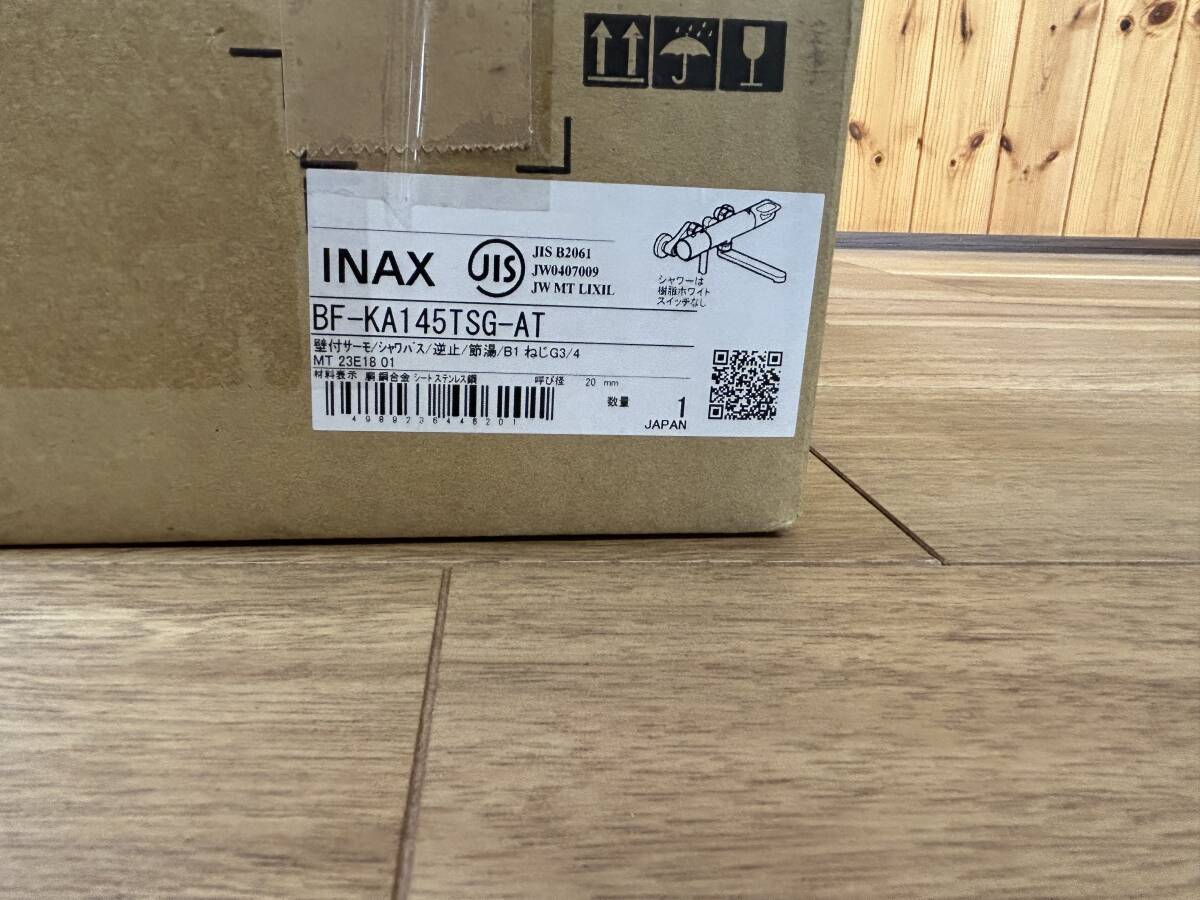 INAX
JIS
JIS B2061
JW0407009
JW MT LIXIL
シャワーは
樹脂ホワイト
スイッチなし
BF-KA145TSG-AT
壁付サーモ/シャワバス/逆止/節湯/B1 ねじG3/4
MT 23E18 01
材料表示 胴 銅合金 シートステンレス鋼 呼び径 20 mm
数量 1
JAPAN
4989236446201